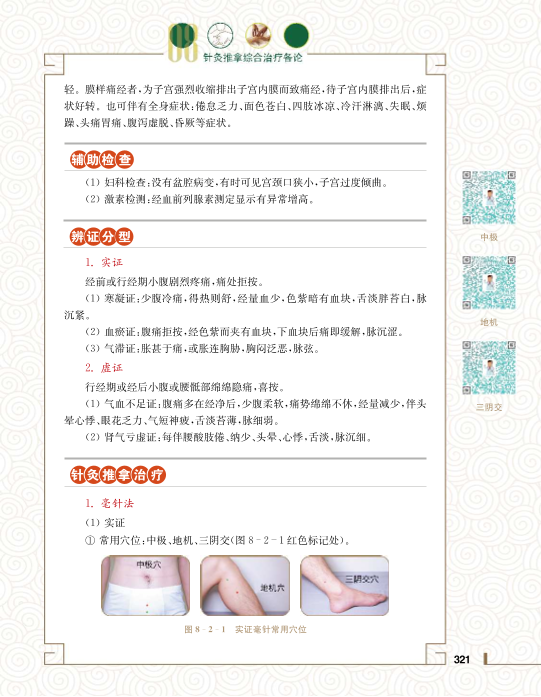 08
针灸推拿综合治疗各论
轻。膜样痛经者，为子宫强烈收缩排出子宫内膜而致痛经，待子宫内膜排出后，症
状好转。也可伴有全身症状：倦怠乏力、面色苍白、四肢冰凉、冷汗淋漓、失眠、烦
躁、头痛胃痛、腹泻虚脱、昏厥等症状。
辅助检查
（1）妇科检查：没有盆腔病变，有时可见宫颈口狭小，子宫过度倾曲。
（2）激素检测：经血前列腺素测定显示有异常增高。
辨证分型
1. 实证
经前或行经期小腹剧烈疼痛，痛处拒按。
（1）寒凝证：少腹冷痛，得热则舒，经量血少，色紫暗有血块，舌淡胖苔白，脉
沉紧。
（2）血瘀证：腹痛拒按，经色紫而夹有血块，下血块后痛即缓解，脉沉涩。
（3）气滞证：胀甚于痛，或胀连胸胁，胸闷泛恶，脉弦。
2. 虚证
行经期或经后小腹或腰骶部绵绵隐痛，喜按。
（1）气血不足证：腹痛多在经净后，少腹柔软，痛势绵绵不休，经量减少，伴头
晕心悸、眼花乏力、气短神疲，舌淡苔薄，脉细弱。
（2）肾气亏虚证：每伴腰酸肢倦、纳少、头晕、心悸，舌淡，脉沉细。
针灸推拿治疗
1. 毫针法
（1）实证
① 常用穴位：中极、地机、三阴交（图 8-2-1 红色标记处）。
中极穴
地机穴
三阴交穴
图 8-2-1 实证毫针常用穴位
中极
地机
三阴交
321